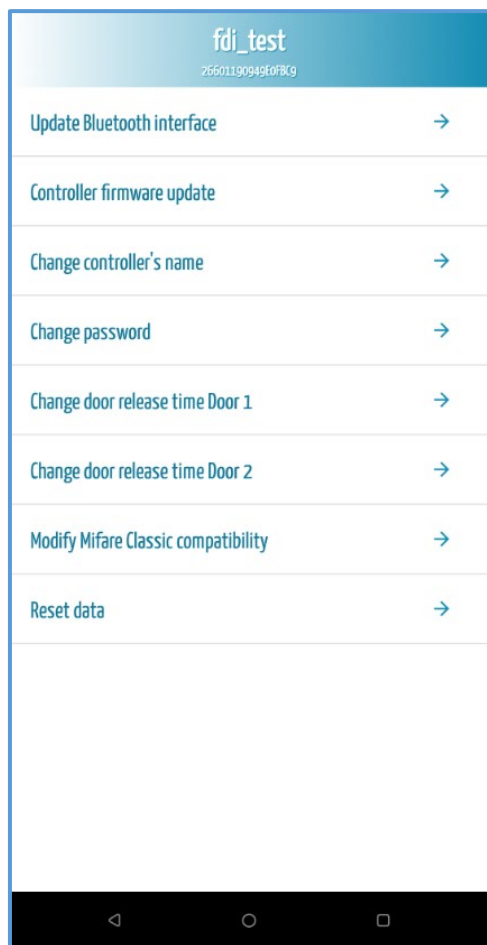 fdi_test
26601190949E0FBC9
Update Bluetooth interface
Controller firmware update
Change controller's name
Change password
Change door release time Door 1
Change door release time Door 2
Modify Mifare Classic compatibility
Reset data